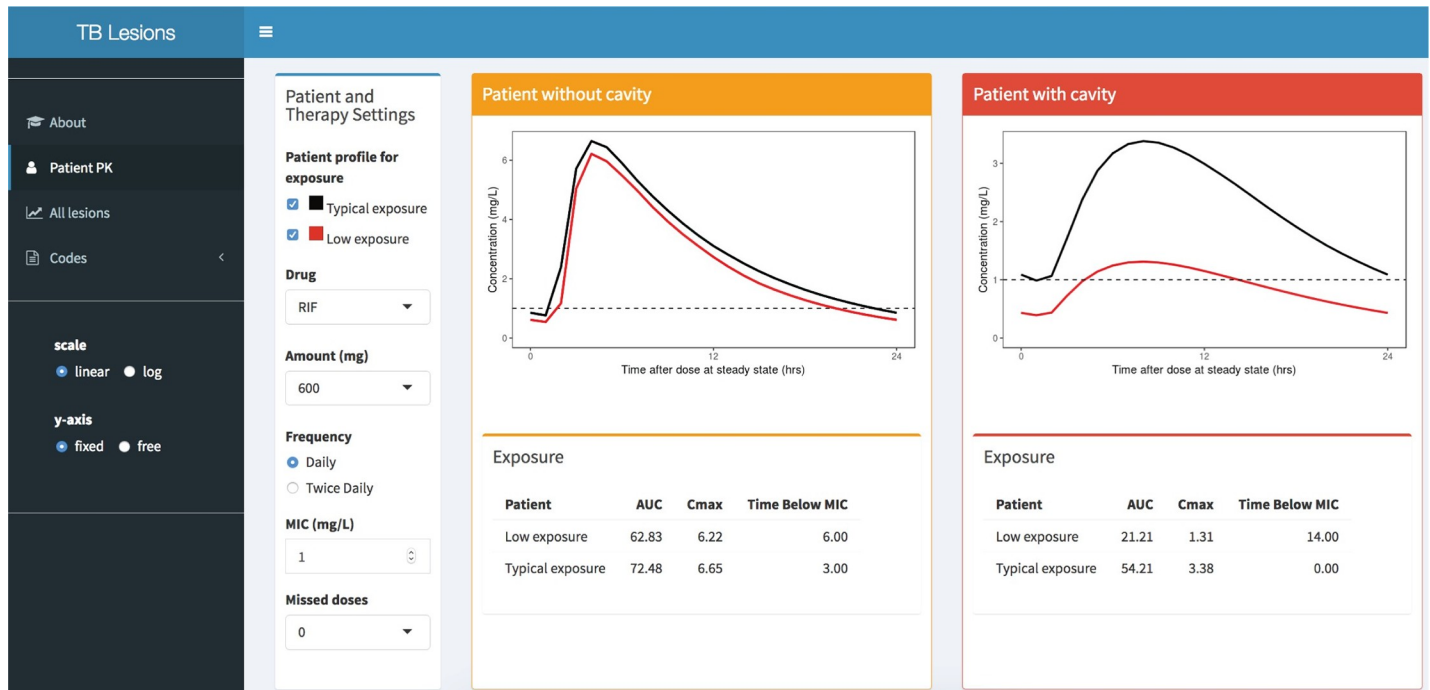 TB Lesions
About
Patient PK
All lesions
Codes
scale
linear log
y-axis
fixed free
Patient and
Therapy Settings
Patient profile for
exposure
Typical exposure
Low exposure
Drug
RIF
Amount (mg)
600
Frequency
Daily
Twice Daily
MIC (mg/L)
1
Missed doses
0
Patient without cavity
Concentration (mg/L)
6
4
2
0
0 12 24
Time after dose at steady state (hrs)
Exposure
Patient AUC Cmax Time Below MIC
Low exposure 62.83 6.22 6.00
Typical exposure 72.48 6.65 3.00
Patient with cavity
Concentration (mg/L)
3
2
1
0
0 12 24
Time after dose at steady state (hrs)
Exposure
Patient AUC Cmax Time Below MIC
Low exposure 21.21 1.31 14.00
Typical exposure 54.21 3.38 0.00